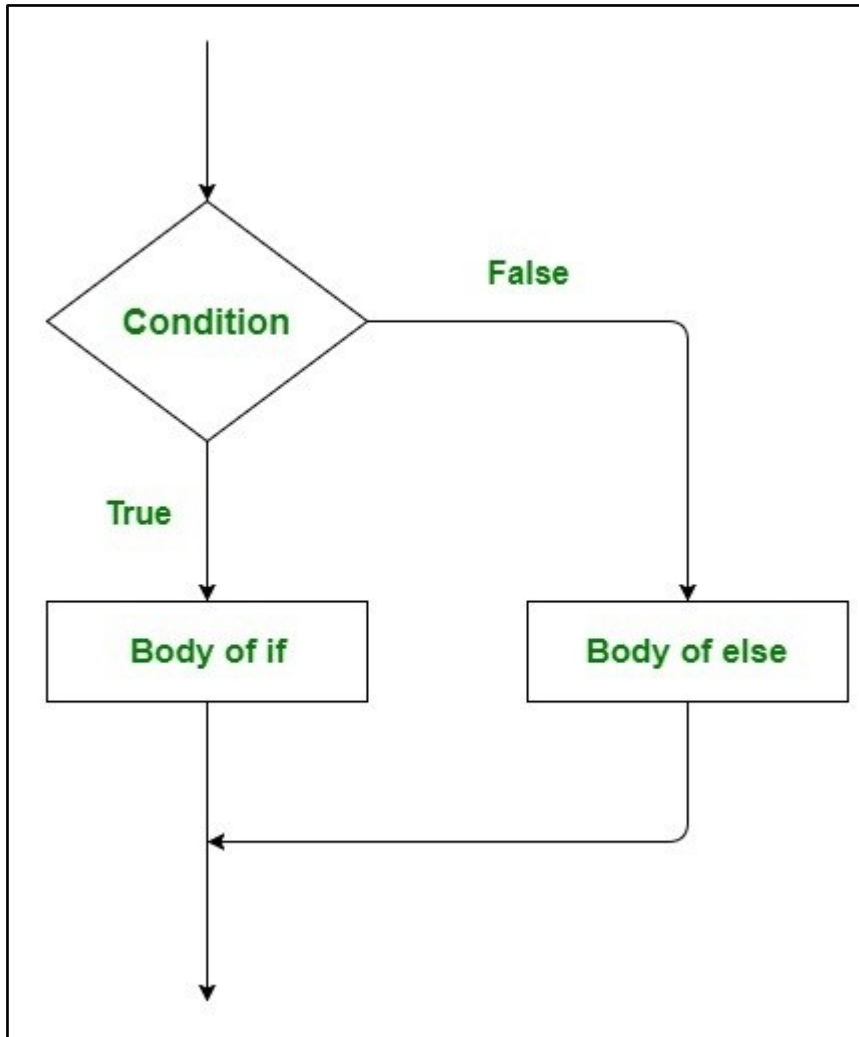 False
Condition
True
Body of if
Body of else